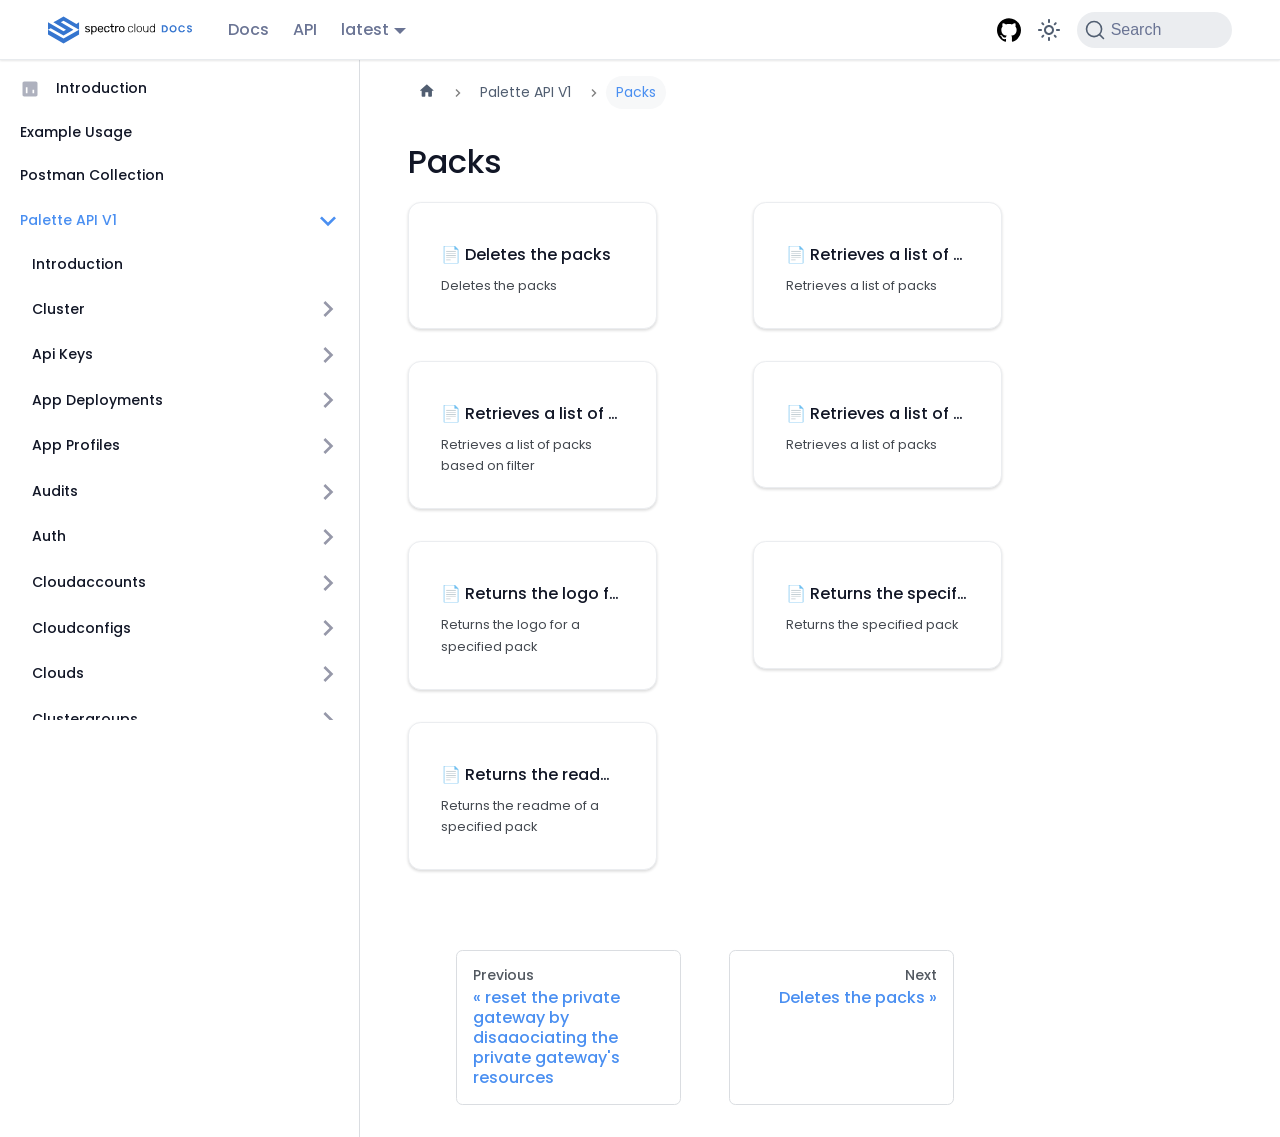 spectro cloud DOCS
Docs
API
latest
Search
Introduction
Example Usage
Postman Collection
Palette API V1
Introduction
Cluster
Api Keys
App Deployments
App Profiles
Audits
Auth
Cloudaccounts
Cloudconfigs
Clouds
Clustergroups
Palette API V1
Packs
Packs
Deletes the packs
Deletes the packs
Retrieves a list of ...
Retrieves a list of packs
Retrieves a list of ...
Retrieves a list of packs
based on filter
Retrieves a list of ...
Retrieves a list of packs
Returns the logo f...
Returns the logo for a
specified pack
Returns the specif...
Returns the specified pack
Returns the read...
Returns the readme of a
specified pack
Previous
« reset the private
gateway by
disaaociating the
private gateway's
resources
Next
Deletes the packs »